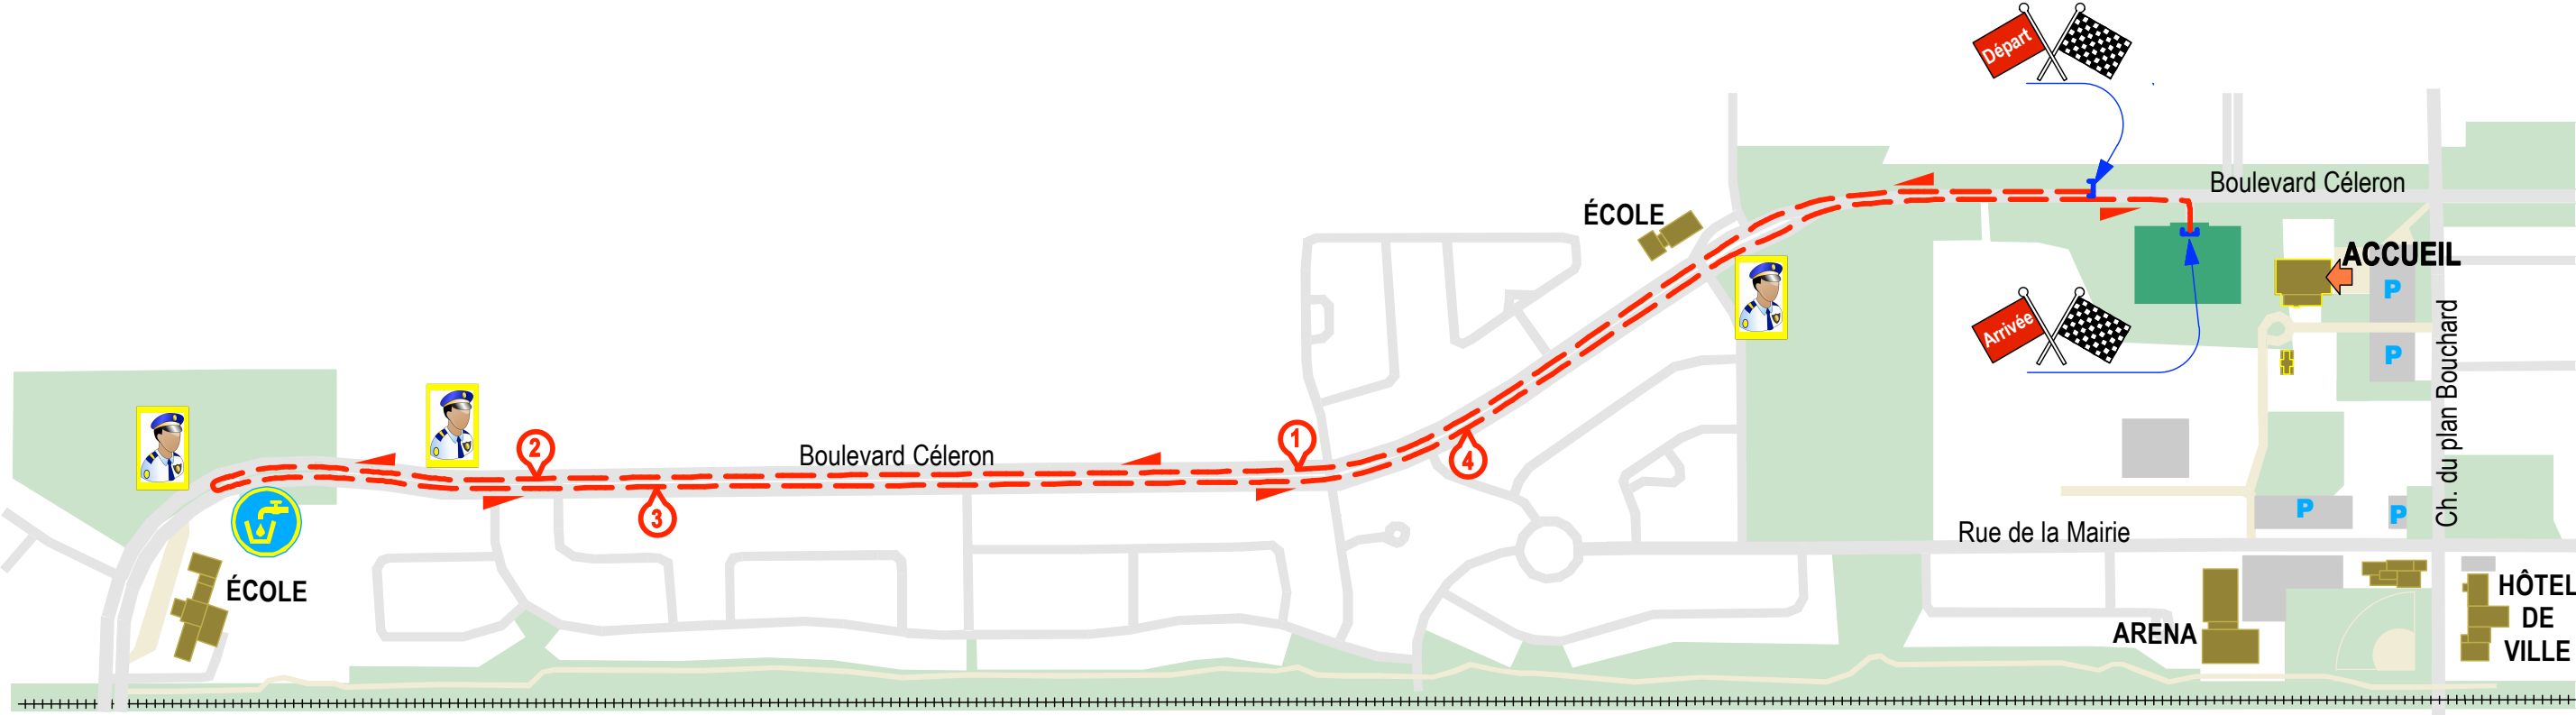 Départ
Boulevard Céleron
ÉCOLE
ACCUEIL
P
Arrivée
P
Ch. du plan Bouchard
2
1
Boulevard Céleron
4
3
P
P
Rue de la Mairie
ÉCOLE
HÔTEL
DE
VILLE
ARENA